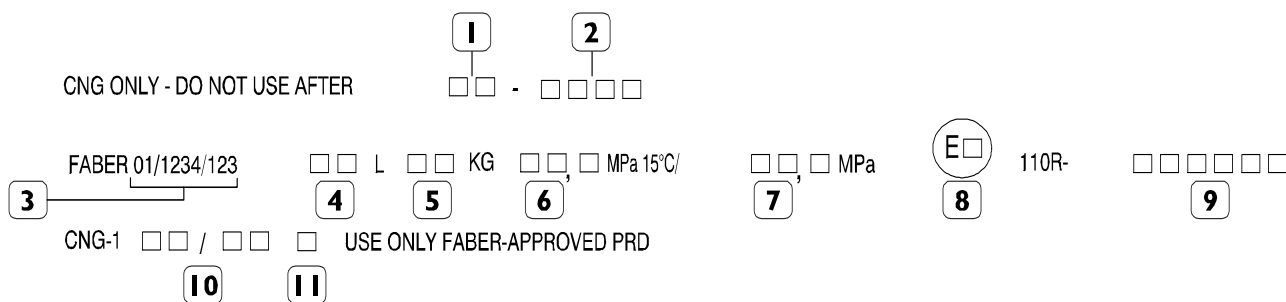 1 2
CNG ONLY - DO NOT USE AFTER □□ - □□□□
FABER 01/1234/123 □□ L □□ KG □□,□ MPa 15°C/ □□,□ MPa E□ 110R- □□□□□□
3 4 5 6 7 8 9
CNG-1 □□ / □□ □ USE ONLY FABER-APPROVED PRD
10 11